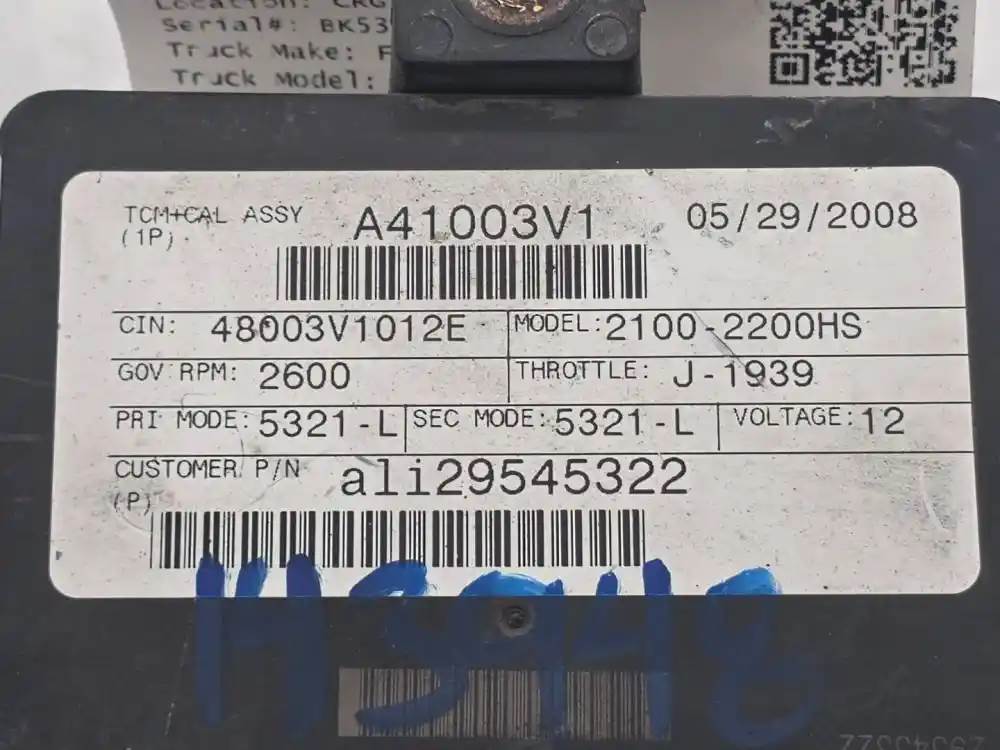 Serial#: BK53
Truck Make: F
Truck Model:
TCM+CAL ASSY
(1P)
A41003V1
05/29/2008
CIN: 48003V1012E
MODEL: 2100-2200HS
GOV RPM: 2600
THROTTLE: J-1939
PRI MODE: 5321-L
SEC MODE: 5321-L
VOLTAGE: 12
CUSTOMER P/N
(P)
ali29545322